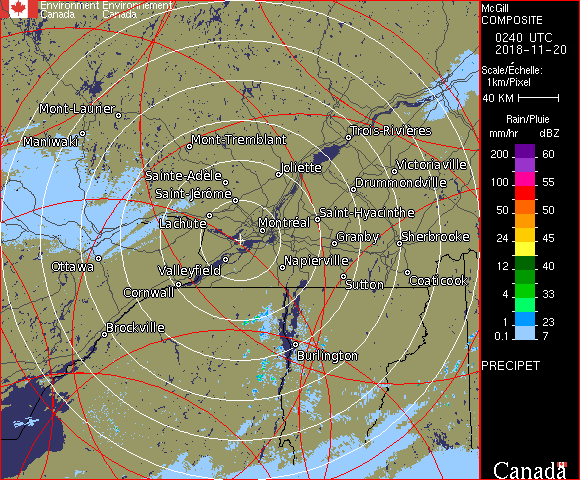 Environment Environnement
Canada Canada
McGill
COMPOSITE
0240 UTC
2018-11-20
Scale/Échelle:
1km/Pixel
40 KM
Rain/Pluie
mm/hr dBZ
200 60
150 57
100 55
50 50
24 45
12 40
4 33
1 23
0.1 7
PRECIPET
Canada
Mont-Laurier
Maniwaki
Mont-Tremblant
Trois-Rivières
Joliette
Victoriaville
Sainte-Adèle
Drummondville
Saint-Jérôme
Saint-Hyacinthe
Lachute
Montréal
Granby
Sherbrooke
Ottawa
Valleyfield
Napierville
Cornwall
Sutton
Coaticook
Brockville
Burlington